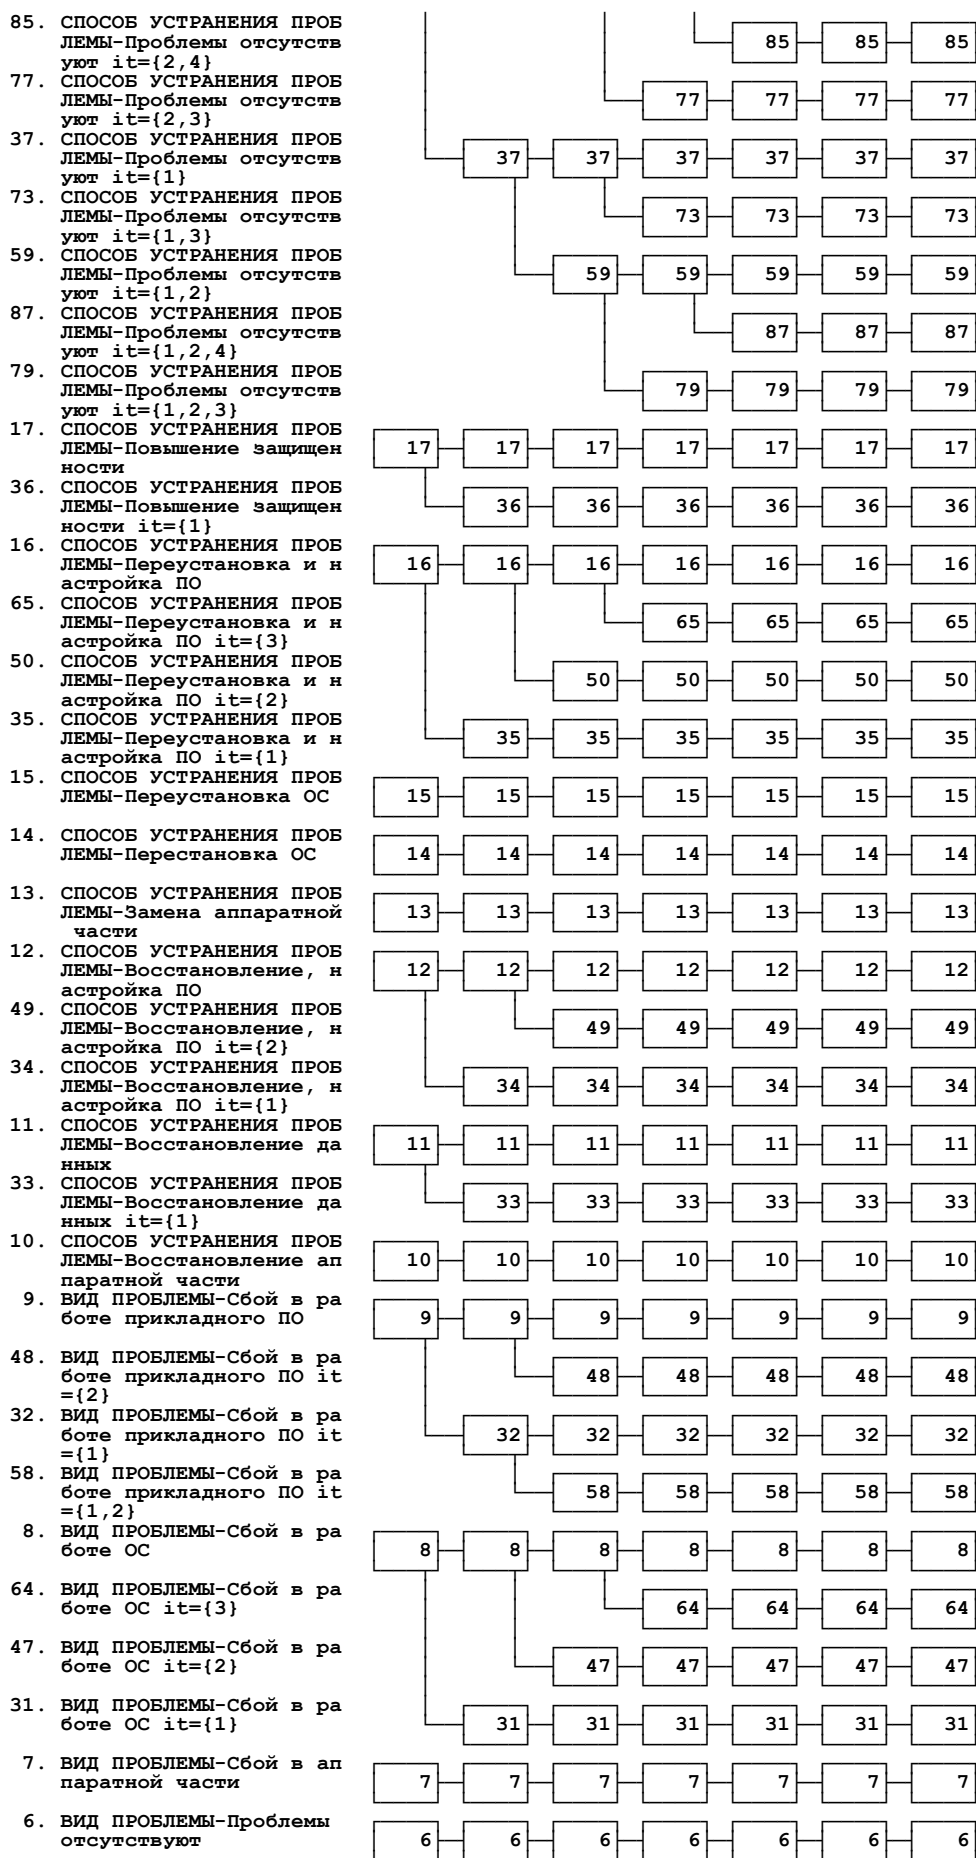 85. СПОСОБ УСТРАНЕНИЯ ПРОБ
ЛЕМЫ-Проблемы отсутств 85 85 85
уют it={2,4}
77. СПОСОБ УСТРАНЕНИЯ ПРОБ
ЛЕМЫ-Проблемы отсутств 77 77 77 77
уют it={2,3}
37. СПОСОБ УСТРАНЕНИЯ ПРОБ
ЛЕМЫ-Проблемы отсутств 37 37 37 37 37 37
уют it={1}
73. СПОСОБ УСТРАНЕНИЯ ПРОБ
ЛЕМЫ-Проблемы отсутств 73 73 73 73
уют it={1,3}
59. СПОСОБ УСТРАНЕНИЯ ПРОБ
ЛЕМЫ-Проблемы отсутств 59 59 59 59 59
уют it={1,2}
87. СПОСОБ УСТРАНЕНИЯ ПРОБ
ЛЕМЫ-Проблемы отсутств 87 87 87
уют it={1,2,4}
79. СПОСОБ УСТРАНЕНИЯ ПРОБ
ЛЕМЫ-Проблемы отсутств 79 79 79 79
уют it={1,2,3}
17. СПОСОБ УСТРАНЕНИЯ ПРОБ
ЛЕМЫ-Повышение защищен 17 17 17 17 17 17 17
ности
36. СПОСОБ УСТРАНЕНИЯ ПРОБ
ЛЕМЫ-Повышение защищен 36 36 36 36 36 36
ности it={1}
16. СПОСОБ УСТРАНЕНИЯ ПРОБ
ЛЕМЫ-Переустановка и н 16 16 16 16 16 16 16
астройка ПО
65. СПОСОБ УСТРАНЕНИЯ ПРОБ
ЛЕМЫ-Переустановка и н 65 65 65 65
астройка ПО it={3}
50. СПОСОБ УСТРАНЕНИЯ ПРОБ
ЛЕМЫ-Переустановка и н 50 50 50 50 50
астройка ПО it={2}
35. СПОСОБ УСТРАНЕНИЯ ПРОБ
ЛЕМЫ-Переустановка и н 35 35 35 35 35 35
астройка ПО it={1}
15. СПОСОБ УСТРАНЕНИЯ ПРОБ
ЛЕМЫ-Переустановка ОС 15 15 15 15 15 15 15
14. СПОСОБ УСТРАНЕНИЯ ПРОБ
ЛЕМЫ-Перестановка ОС 14 14 14 14 14 14 14
13. СПОСОБ УСТРАНЕНИЯ ПРОБ
ЛЕМЫ-Замена аппаратной 13 13 13 13 13 13 13
части
12. СПОСОБ УСТРАНЕНИЯ ПРОБ
ЛЕМЫ-Восстановление, н 12 12 12 12 12 12 12
астройка ПО
49. СПОСОБ УСТРАНЕНИЯ ПРОБ
ЛЕМЫ-Восстановление, н 49 49 49 49 49
астройка ПО it={2}
34. СПОСОБ УСТРАНЕНИЯ ПРОБ
ЛЕМЫ-Восстановление, н 34 34 34 34 34 34
астройка ПО it={1}
11. СПОСОБ УСТРАНЕНИЯ ПРОБ
ЛЕМЫ-Восстановление да 11 11 11 11 11 11 11
нных
33. СПОСОБ УСТРАНЕНИЯ ПРОБ
ЛЕМЫ-Восстановление да 33 33 33 33 33 33
нных it={1}
10. СПОСОБ УСТРАНЕНИЯ ПРОБ
ЛЕМЫ-Восстановление ап 10 10 10 10 10 10 10
паратной части
9. ВИД ПРОБЛЕМЫ-Сбой в ра
боте прикладного ПО 9 9 9 9 9 9 9
48. ВИД ПРОБЛЕМЫ-Сбой в ра
боте прикладного ПО it 48 48 48 48 48
={2}
32. ВИД ПРОБЛЕМЫ-Сбой в ра
боте прикладного ПО it 32 32 32 32 32 32
={1}
58. ВИД ПРОБЛЕМЫ-Сбой в ра
боте прикладного ПО it 58 58 58 58 58
={1,2}
8. ВИД ПРОБЛЕМЫ-Сбой в ра
боте ОС 8 8 8 8 8 8 8
64. ВИД ПРОБЛЕМЫ-Сбой в ра
боте ОС it={3} 64 64 64 64
47. ВИД ПРОБЛЕМЫ-Сбой в ра
боте ОС it={2} 47 47 47 47 47
31. ВИД ПРОБЛЕМЫ-Сбой в ра
боте ОС it={1} 31 31 31 31 31 31
7. ВИД ПРОБЛЕМЫ-Сбой в ап
паратной части 7 7 7 7 7 7 7
6. ВИД ПРОБЛЕМЫ-Проблемы
отсутствуют 6 6 6 6 6 6 6